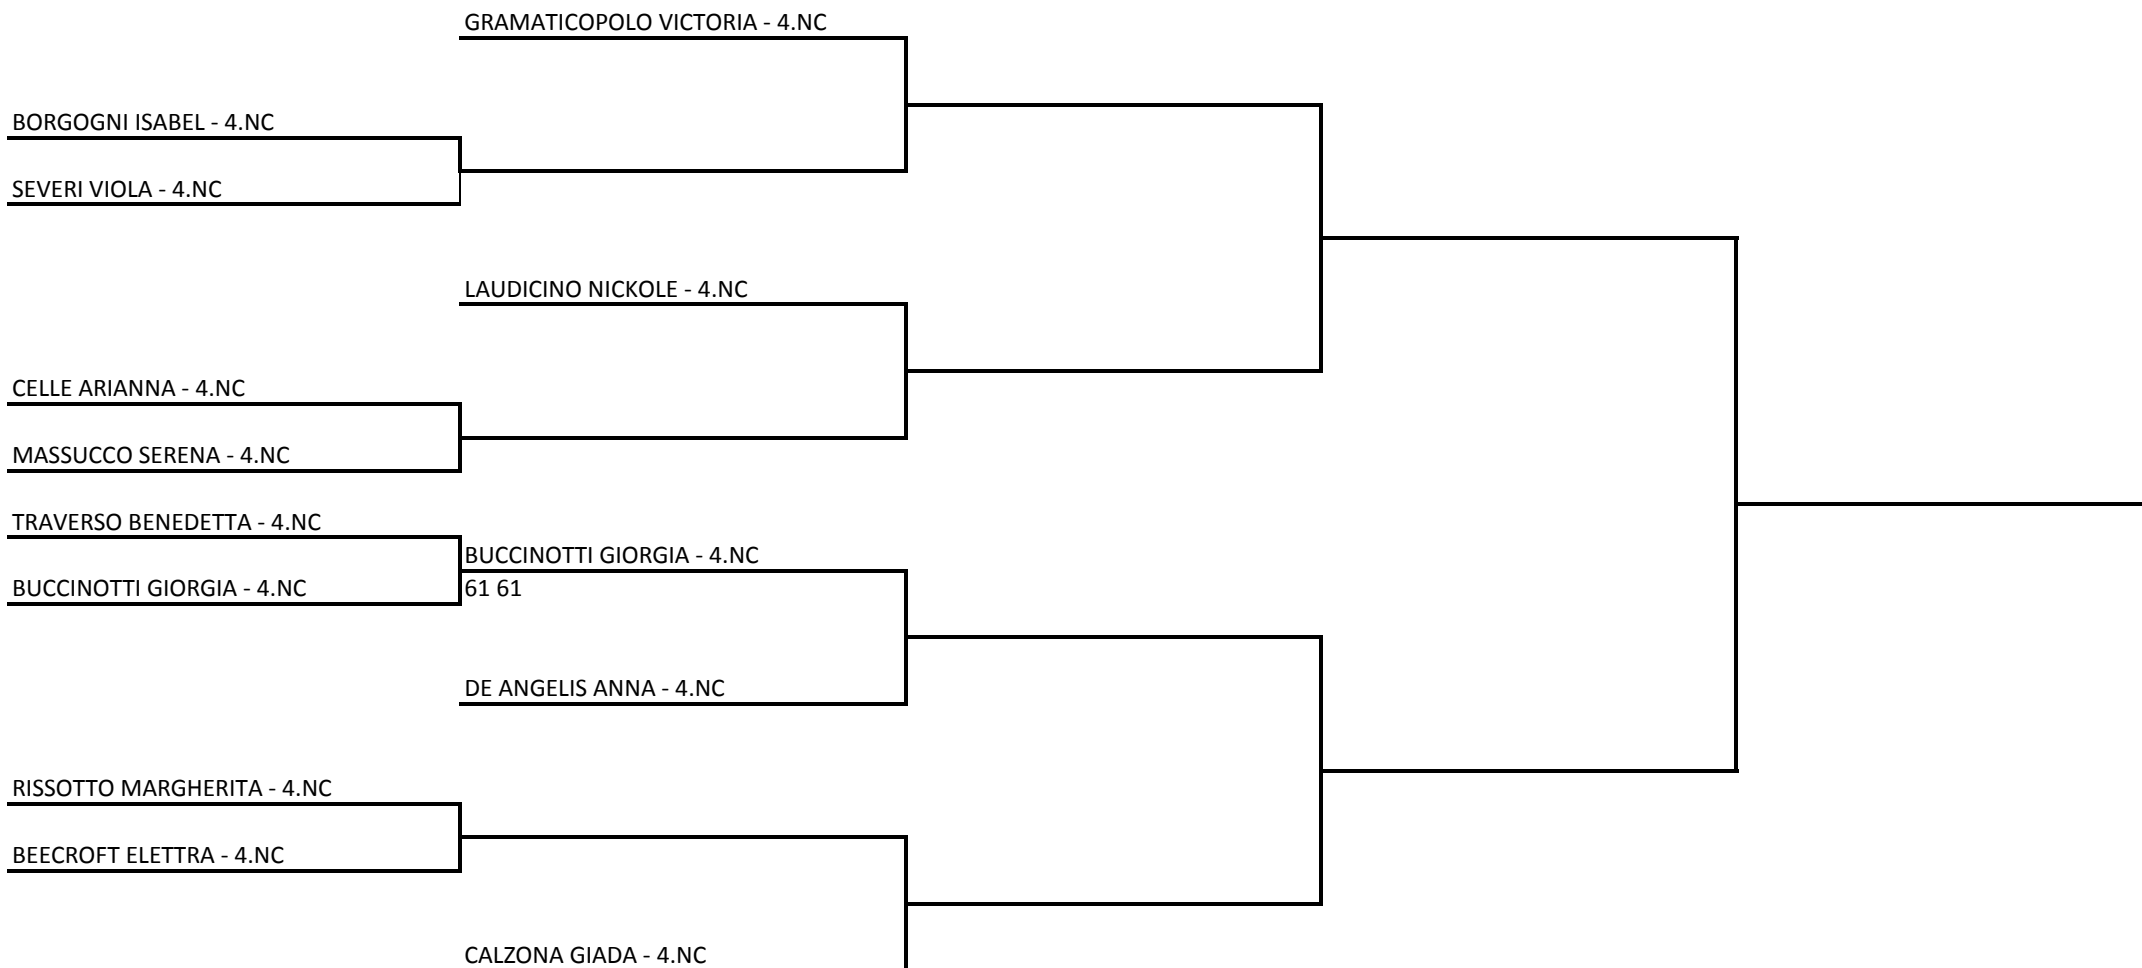 GRAMATICOPOLO VICTORIA - 4.NC
BORGOGNI ISABEL - 4.NC
SEVERI VIOLA - 4.NC
LAUDICINO NICKOLE - 4.NC
CELLE ARIANNA - 4.NC
MASSUCCO SERENA - 4.NC
TRAVERSO BENEDETTA - 4.NC
BUCCINOTTI GIORGIA - 4.NC
BUCCINOTTI GIORGIA - 4.NC
61 61
DE ANGELIS ANNA - 4.NC
RISSOTTO MARGHERITA - 4.NC
BEECROFT ELETTRA - 4.NC
CALZONA GIADA - 4.NC